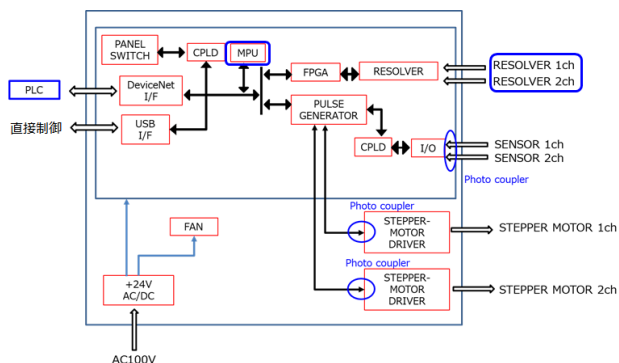 PANEL
SWITCH
CPLD
MPU
FPGA
RESOLVER
RESOLVER 1ch
RESOLVER 2ch
PLC
DeviceNet
I/F
PULSE
GENERATOR
直接制御
USB
I/F
CPLD
I/O
SENSOR 1ch
SENSOR 2ch
Photo coupler
Photo coupler
FAN
STEPPER-
MOTOR
DRIVER
STEPPER MOTOR 1ch
Photo coupler
+24V
AC/DC
STEPPER-
MOTOR
DRIVER
STEPPER MOTOR 2ch
AC100V